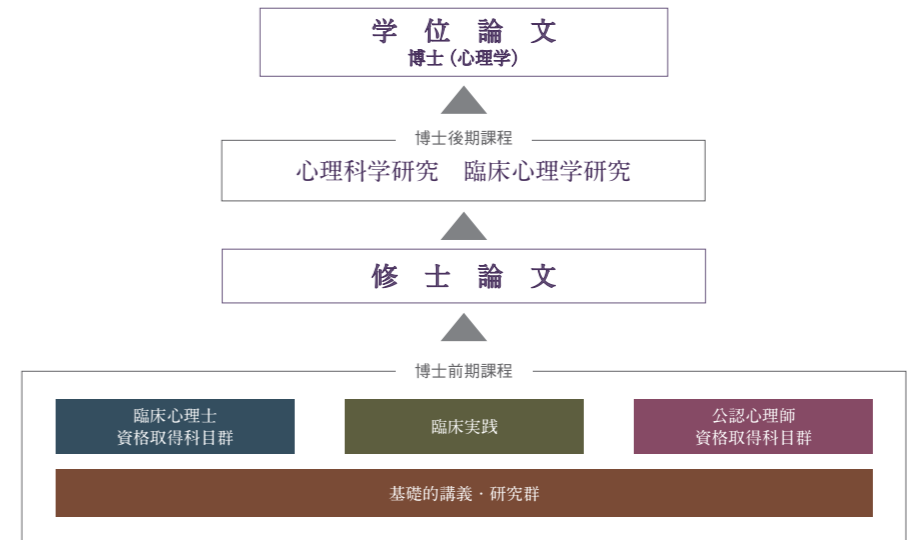 学位論文
博士（心理学）
博士後期課程
心理科学研究　臨床心理学研究
修士論文
博士前期課程
臨床心理士
資格取得科目群
臨床実践
公認心理師
資格取得科目群
基礎的講義・研究群